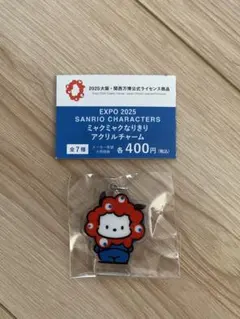 2025大阪・関西万博公式ライセンス商品
EXPO 2025
SANRIO CHARACTERS
ミャクミャクなりきり
アクリルチャーム
全7種
各400円(税込)